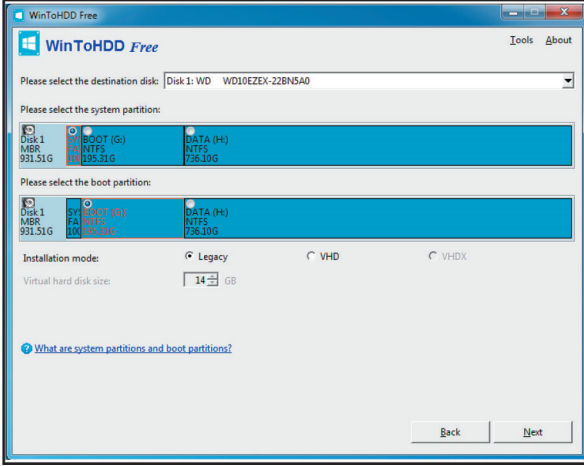 WinToHDD Free
WinToHDD Free
Tools About
Please select the destination disk: Disk 1: WD WD10EZEX-22BN5A0
Please select the system partition:
Disk 1
MBR
931.51G
BOOT (G:)
NTFS
195.31G
DATA (H:)
NTFS
736.10G
Please select the boot partition:
Disk 1
MBR
931.51G
SY
FA
100
BOOT (G:)
NTFS
195.31G
DATA (H:)
NTFS
736.10G
Installation mode: Legacy VHD VHDX
Virtual hard disk size: 14 GB
What are system partitions and boot partitions?
Back Next